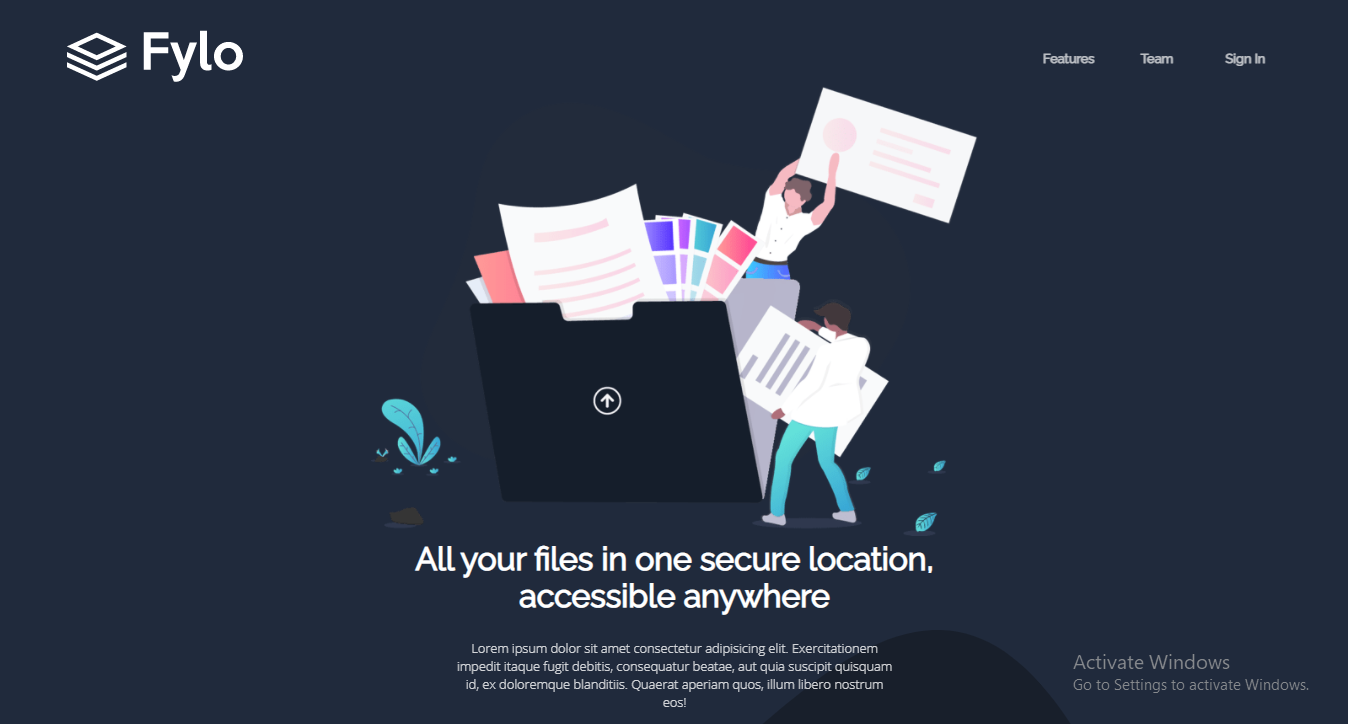 Fylo
Features Team Sign In
All your files in one secure location,
accessible anywhere
Lorem ipsum dolor sit amet consectetur adipisicing elit. Exercitationem
impedit itaque fugit debitis, consequatur beatae, aut quia suscipit quisquam
id, ex doloremque blanditiis. Quaerat aperiam quos, illum libero nostrum
eos!
Activate Windows
Go to Settings to activate Windows.